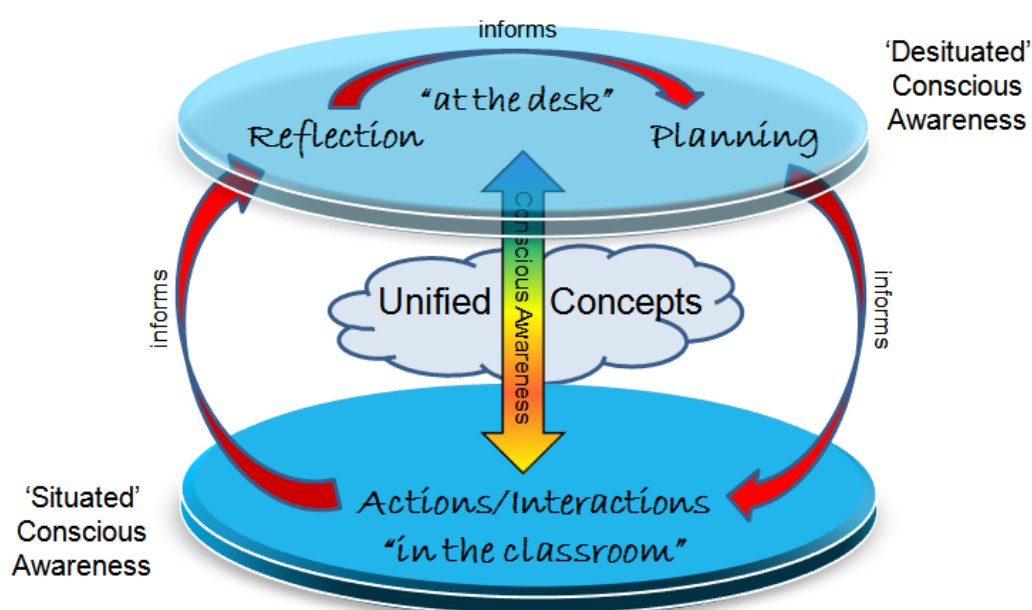 informs
'Desituated'
Conscious
Awareness
"at the desk"
Reflection
Planning
Conscious Awareness
Unified Concepts
informs
informs
'Situated'
Conscious
Awareness
Actions/Interactions
"in the classroom"